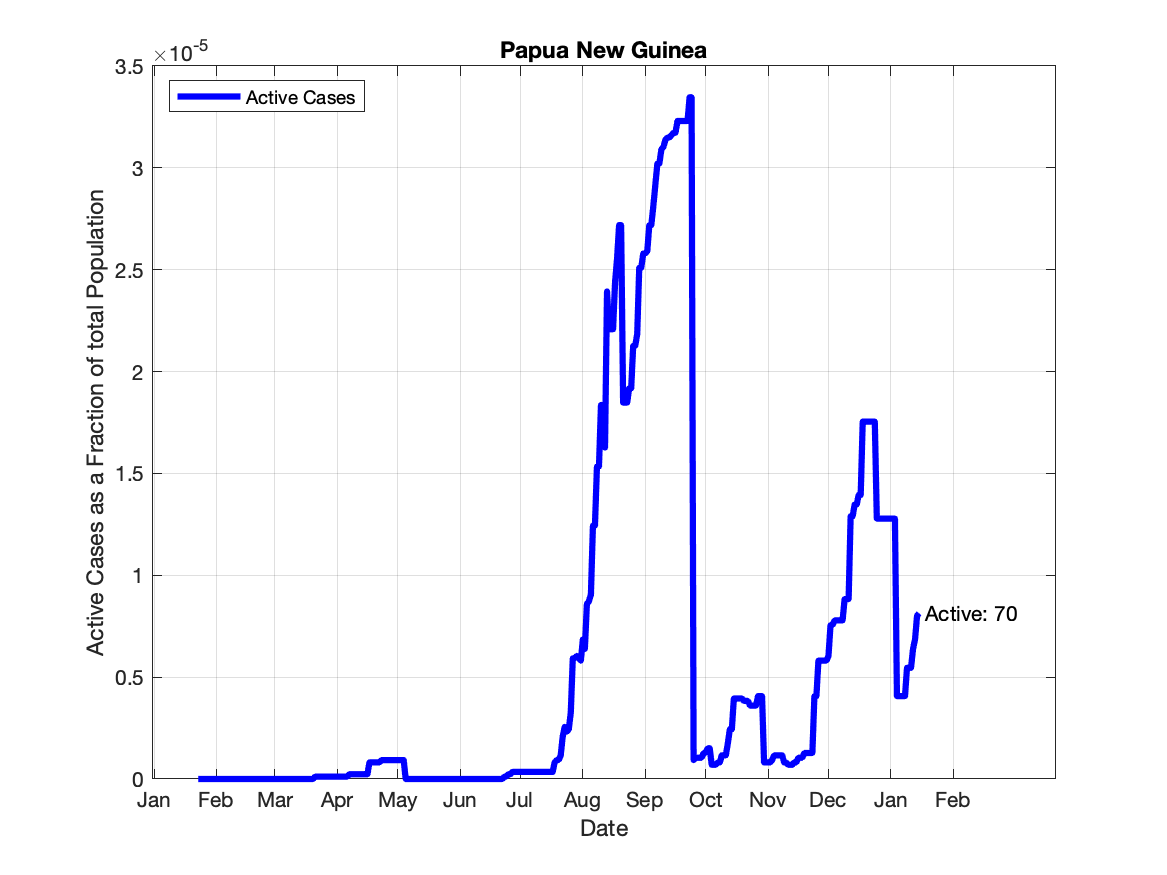 Papua New Guinea
×10-5
Active Cases
3.5
3
2.5
2
1.5
1
0.5
0
Active Cases as a Fraction of total Population
Active: 70
Jan Feb Mar Apr May Jun Jul Aug Sep Oct Nov Dec Jan Feb
Date